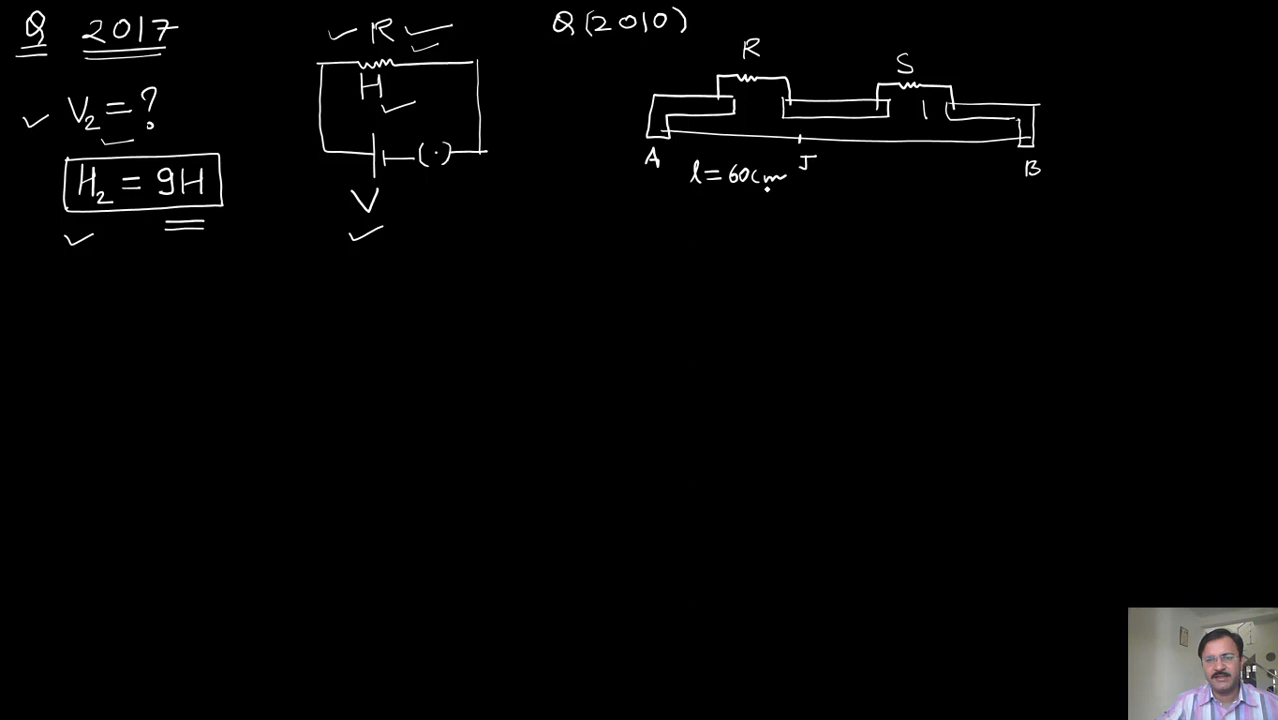 Q 2017
V₂ = ?
H₂ = 9H
R
H
V
Q(2010)
R
S
A
l = 60cm
J
B